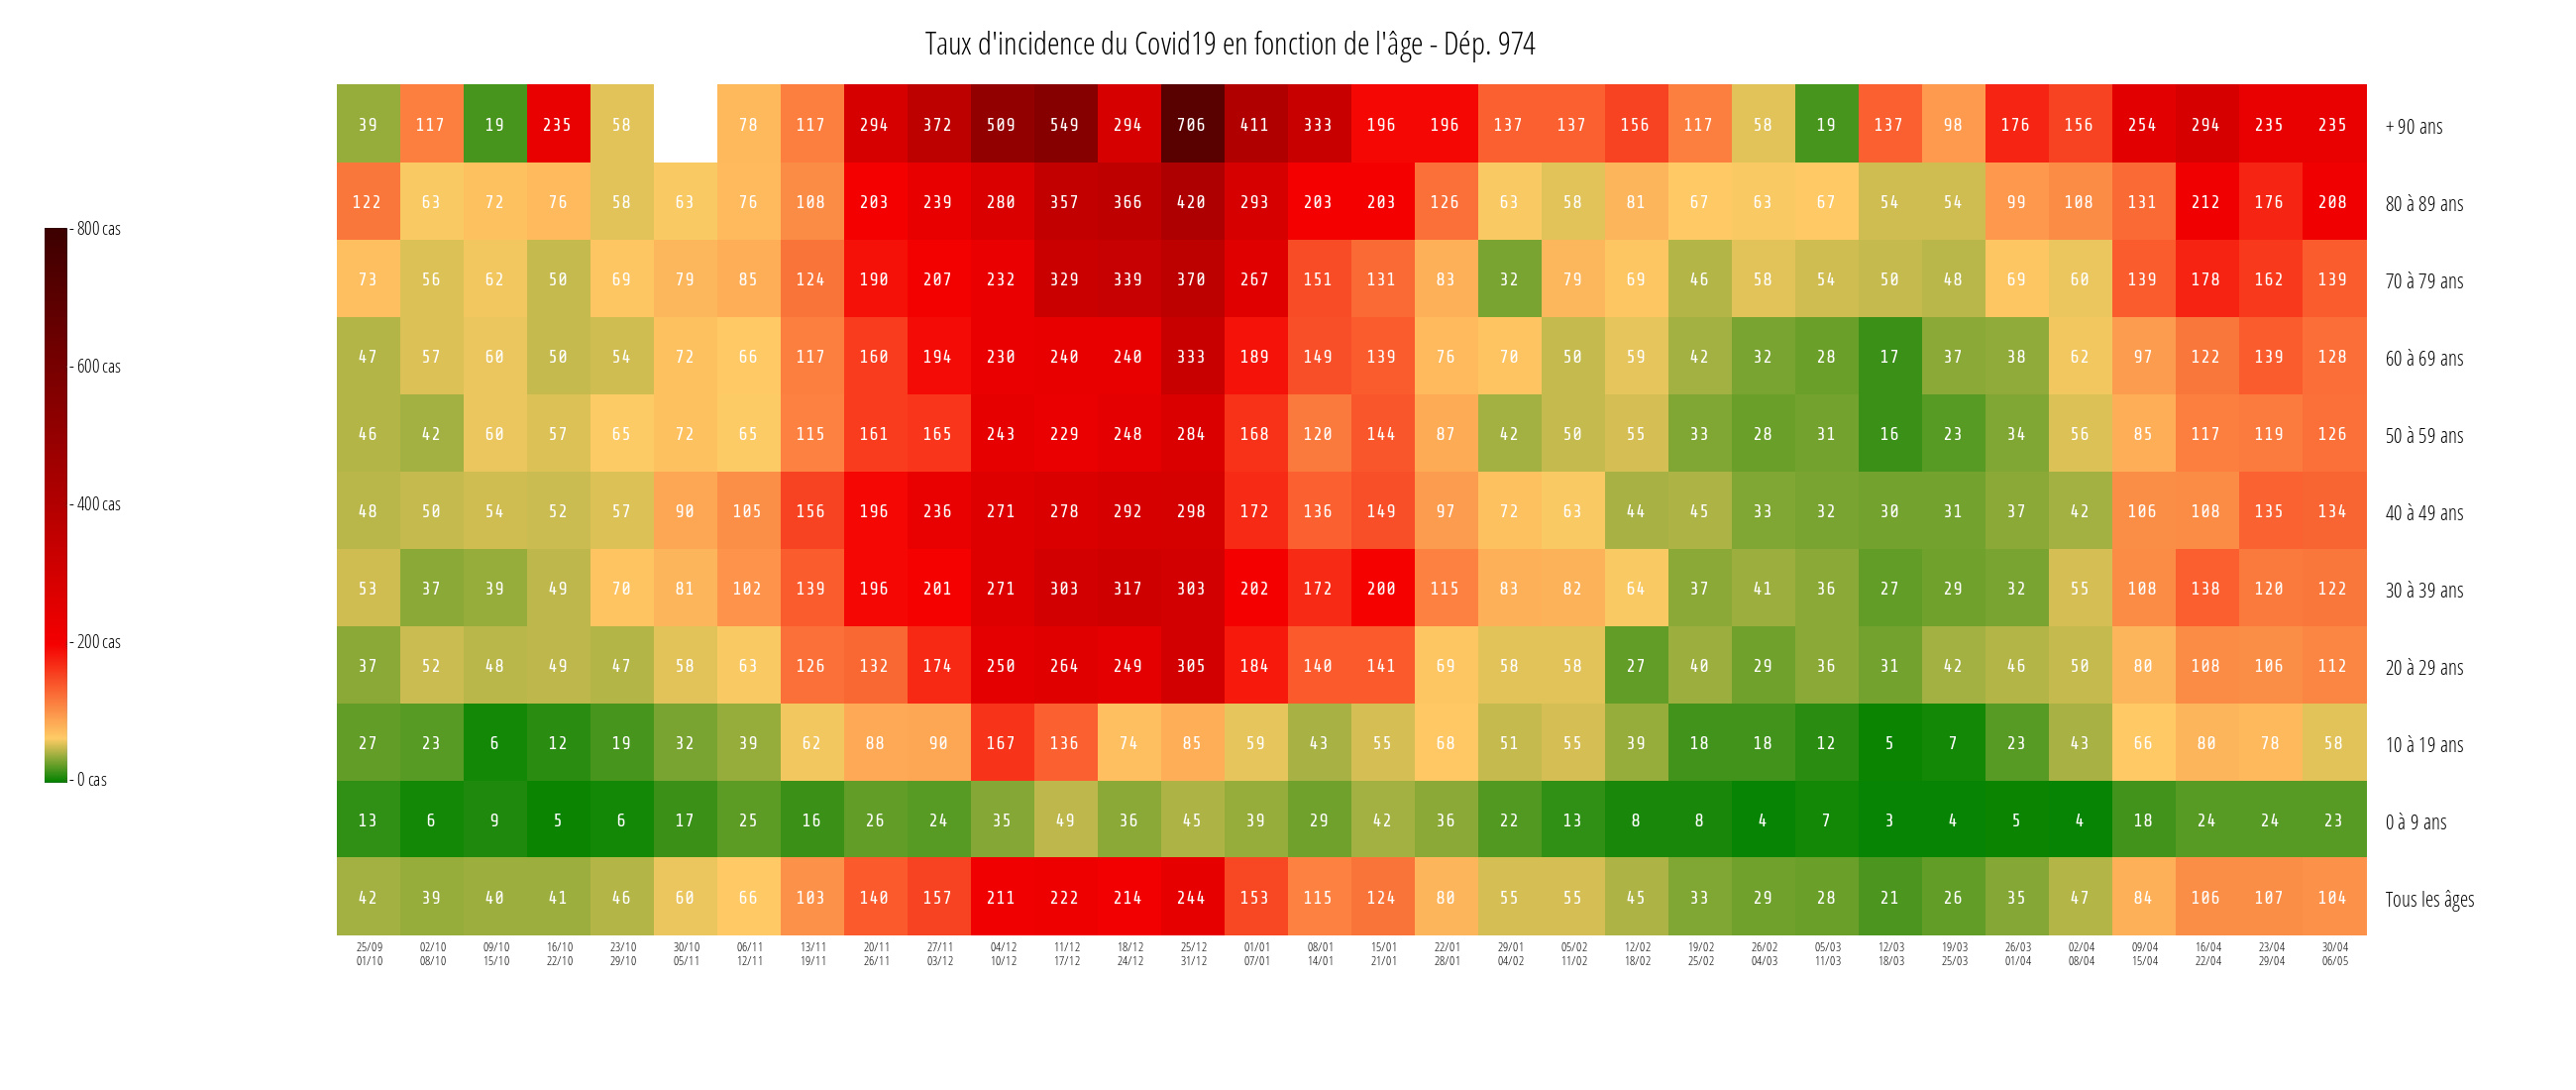 Taux d'incidence du Covid19 en fonction de l'âge - Dép. 974
- 800 cas
- 600 cas
- 400 cas
- 200 cas
- 0 cas
39 117 19 235 58 78 117 294 372 509 549 294 706 411 333 196 196 137 137 156 117 58 19 137 98 176 156 254 294 235 235 + 90 ans
122 63 72 76 58 63 76 108 203 239 280 357 366 420 293 203 203 126 63 58 81 67 63 67 54 54 99 108 131 212 176 208 80 à 89 ans
73 56 62 50 69 79 85 124 190 207 232 329 339 370 267 151 131 83 32 79 69 46 58 54 50 48 69 60 139 178 162 139 70 à 79 ans
47 57 60 50 54 72 66 117 160 194 230 240 240 333 189 149 139 76 70 50 59 42 32 28 17 37 38 62 97 122 139 128 60 à 69 ans
46 42 60 57 65 72 65 115 161 165 243 229 248 284 168 120 144 87 42 50 55 33 28 31 16 23 34 56 85 117 119 126 50 à 59 ans
48 50 54 52 57 90 105 156 196 236 271 278 292 298 172 136 149 97 72 63 44 45 33 32 30 31 37 42 106 108 135 134 40 à 49 ans
53 37 39 49 70 81 102 139 196 201 271 303 317 303 202 172 200 115 83 82 64 37 41 36 27 29 32 55 108 138 120 122 30 à 39 ans
37 52 48 49 47 58 63 126 132 174 250 264 249 305 184 140 141 69 58 58 27 40 29 36 31 42 46 50 80 108 106 112 20 à 29 ans
27 23 6 12 19 32 39 62 88 90 167 136 74 85 59 43 55 68 51 55 39 18 18 12 5 7 23 43 66 80 78 58 10 à 19 ans
13 6 9 5 6 17 25 16 26 24 35 49 36 45 39 29 42 36 22 13 8 8 4 7 3 4 5 4 18 24 24 23 0 à 9 ans
42 39 40 41 46 60 66 103 140 157 211 222 214 244 153 115 124 80 55 55 45 33 29 28 21 26 35 47 84 106 107 104 Tous les âges
25/09 02/10 09/10 16/10 23/10 30/10 06/11 13/11 20/11 27/11 04/12 11/12 18/12 25/12 01/01 08/01 15/01 22/01 29/01 05/02 12/02 19/02 26/02 05/03 12/03 19/03 26/03 02/04 09/04 16/04 23/04 30/04
01/10 08/10 15/10 22/10 29/10 05/11 12/11 19/11 26/11 03/12 10/12 17/12 24/12 31/12 07/01 14/01 21/01 28/01 04/02 11/02 18/02 25/02 04/03 11/03 18/03 25/03 01/04 08/04 15/04 22/04 29/04 06/05